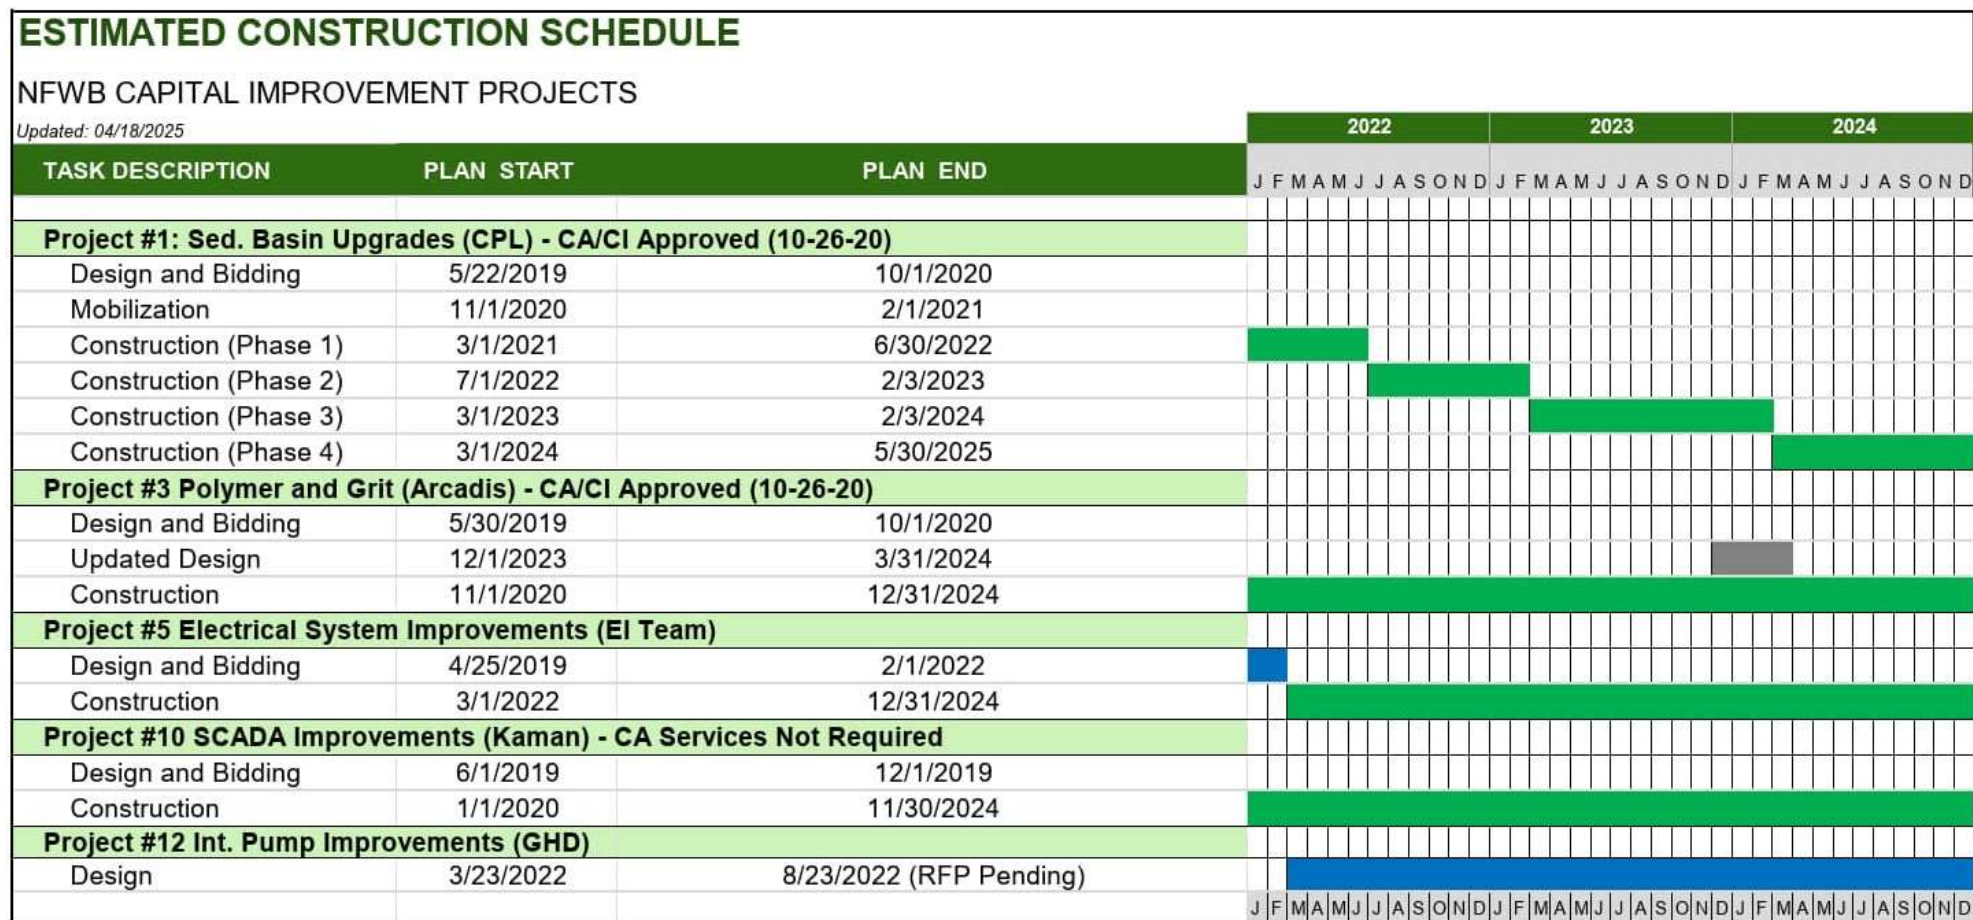 ESTIMATED CONSTRUCTION SCHEDULE
NFWB CAPITAL IMPROVEMENT PROJECTS
Updated: 04/18/2025
2022 2023 2024
TASK DESCRIPTION PLAN START PLAN END
J F M A M J J A S O N D J F M A M J J A S O N D J F M A M J J A S O N D
Project #1: Sed. Basin Upgrades (CPL) - CA/CI Approved (10-26-20)
Design and Bidding 5/22/2019 10/1/2020
Mobilization 11/1/2020 2/1/2021
Construction (Phase 1) 3/1/2021 6/30/2022
Construction (Phase 2) 7/1/2022 2/3/2023
Construction (Phase 3) 3/1/2023 2/3/2024
Construction (Phase 4) 3/1/2024 5/30/2025
Project #3 Polymer and Grit (Arcadis) - CA/CI Approved (10-26-20)
Design and Bidding 5/30/2019 10/1/2020
Updated Design 12/1/2023 3/31/2024
Construction 11/1/2020 12/31/2024
Project #5 Electrical System Improvements (EI Team)
Design and Bidding 4/25/2019 2/1/2022
Construction 3/1/2022 12/31/2024
Project #10 SCADA Improvements (Kaman) - CA Services Not Required
Design and Bidding 6/1/2019 12/1/2019
Construction 1/1/2020 11/30/2024
Project #12 Int. Pump Improvements (GHD)
Design 3/23/2022 8/23/2022 (RFP Pending)
J F M A M J J A S O N D J F M A M J J A S O N D J F M A M J J A S O N D